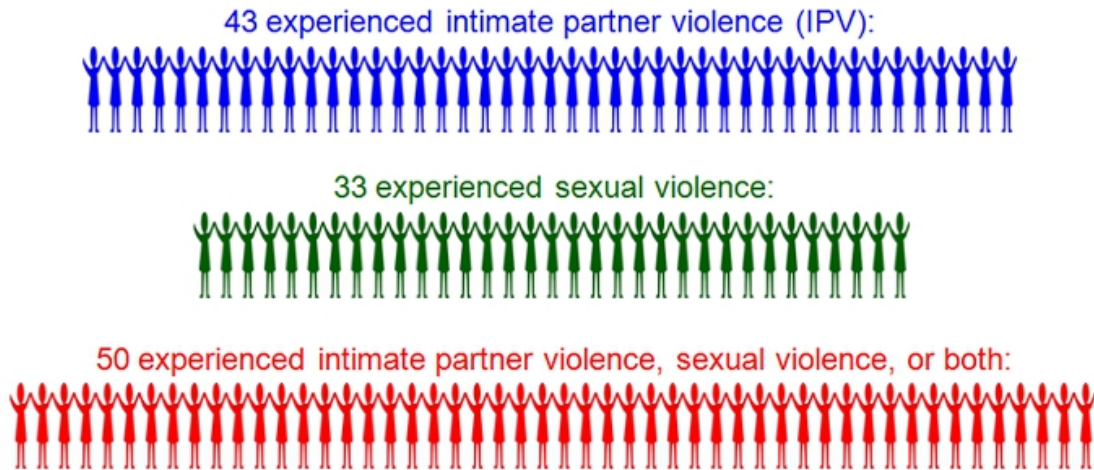 43 experienced intimate partner violence (IPV):
33 experienced sexual violence:
50 experienced intimate partner violence, sexual violence, or both: